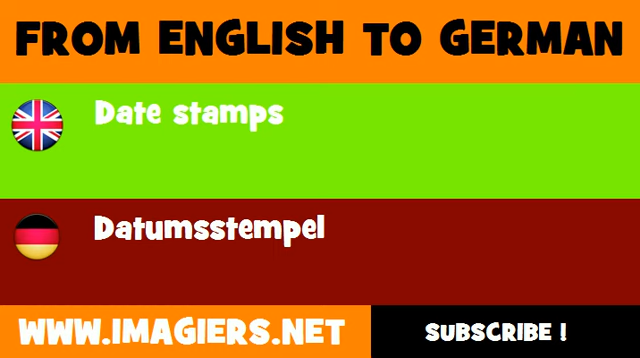 FROM ENGLISH TO GERMAN
Date stamps
Datumsstempel
WWW.IMAGIERS.NET
SUBSCRIBE !